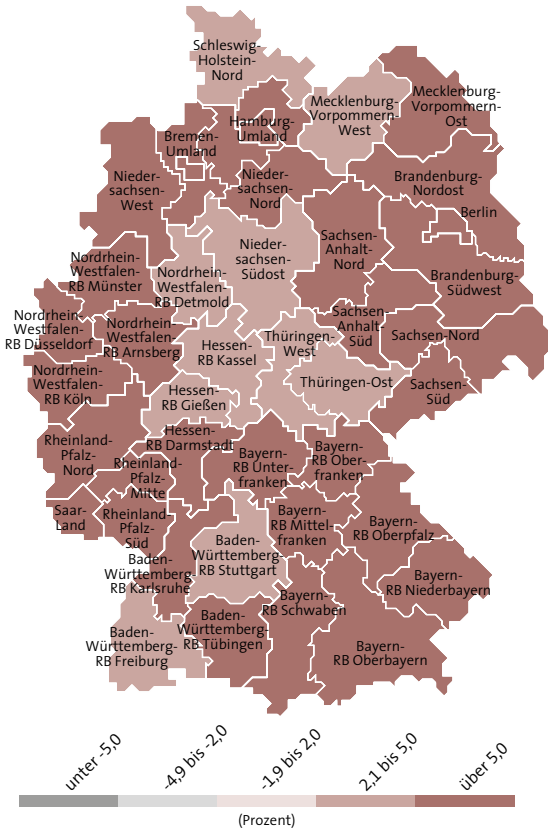 Schleswig-
Holstein-
Nord
Mecklenburg-
Vorpommern-
West
Mecklenburg-
Vorpommern-
Ost
Hamburg-
Umland
Bremen-
Umland
Nieder-
sachsen-
West
Nieder-
sachsen-
Nord
Brandenburg-
Nordost
Berlin
Sachsen-
Anhalt-
Nord
Nieder-
sachsen-
Südost
Nordrhein-
Westfalen-
RB Münster
Nordrhein-
Westfalen-
RB Detmold
Brandenburg-
Südwest
Nordrhein-
Westfalen-
RB Düsseldorf
Nordrhein-
Westfalen-
RB Arnsberg
Hessen-
RB Kassel
Thüringen-
West
Sachsen-
Anhalt-
Süd
Sachsen-Nord
Nordrhein-
Westfalen-
RB Köln
Hessen-
RB Gießen
Thüringen-Ost
Sachsen-
Süd
Rheinland-
Pfalz-
Nord
Hessen-
RB Darmstadt
Rheinland-
Pfalz-
Mitte
Bayern-
RB Unter-
franken
Bayern-
RB Ober-
franken
Saar-
Land
Rheinland-
Pfalz-
Süd
Bayern-
RB Mittel-
franken
Bayern-
RB Oberpfalz
Baden-
Württemberg-
RB Stuttgart
Baden-
Württemberg-
RB Karlsruhe
Bayern-
RB Niederbayern
Bayern-
RB Schwaben
Baden-
Württemberg-
RB Tübingen
Baden-
Württemberg-
RB Freiburg
Bayern-
RB Oberbayern
unter -5,0
-4,9 bis -2,0
-1,9 bis 2,0
2,1 bis 5,0
über 5,0
(Prozent)